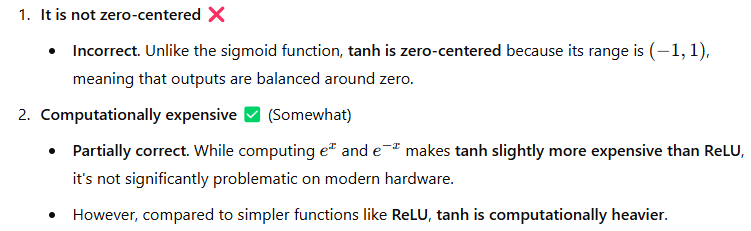 1. It is not zero-centered ❌
• Incorrect. Unlike the sigmoid function, tanh is zero-centered because its range is (−1, 1),
meaning that outputs are balanced around zero.
2. Computationally expensive ✅ (Somewhat)
• Partially correct. While computing eˣ and e⁻ˣ makes tanh slightly more expensive than ReLU,
it's not significantly problematic on modern hardware.
• However, compared to simpler functions like ReLU, tanh is computationally heavier.